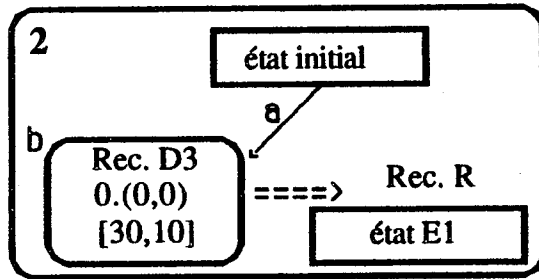 2
état initial
a
b
Rec. D3
0.(0,0)
[30,10]
====>
Rec. R
état E1